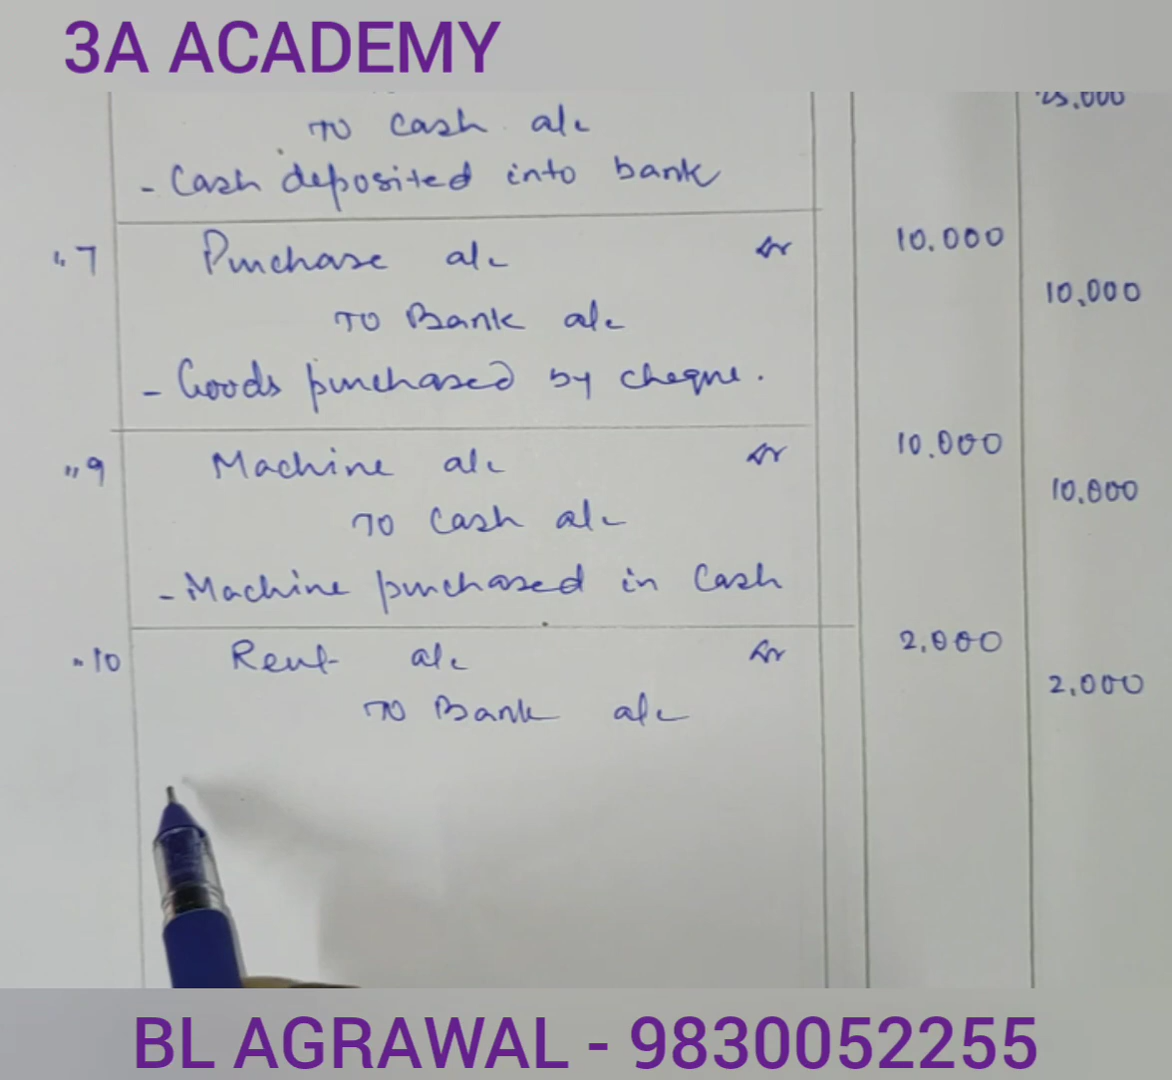 3A ACADEMY
25,000
TO Cash a/c
- Cash deposited into bank
"7 Purchase a/c Dr 10,000
TO Bank a/c 10,000
- Goods purchased by cheque.
"9 Machine a/c Dr 10,000
TO Cash a/c 10,000
- Machine purchased in Cash
"10 Rent a/c Dr 2,000
TO Bank a/c 2,000
BL AGRAWAL - 9830052255